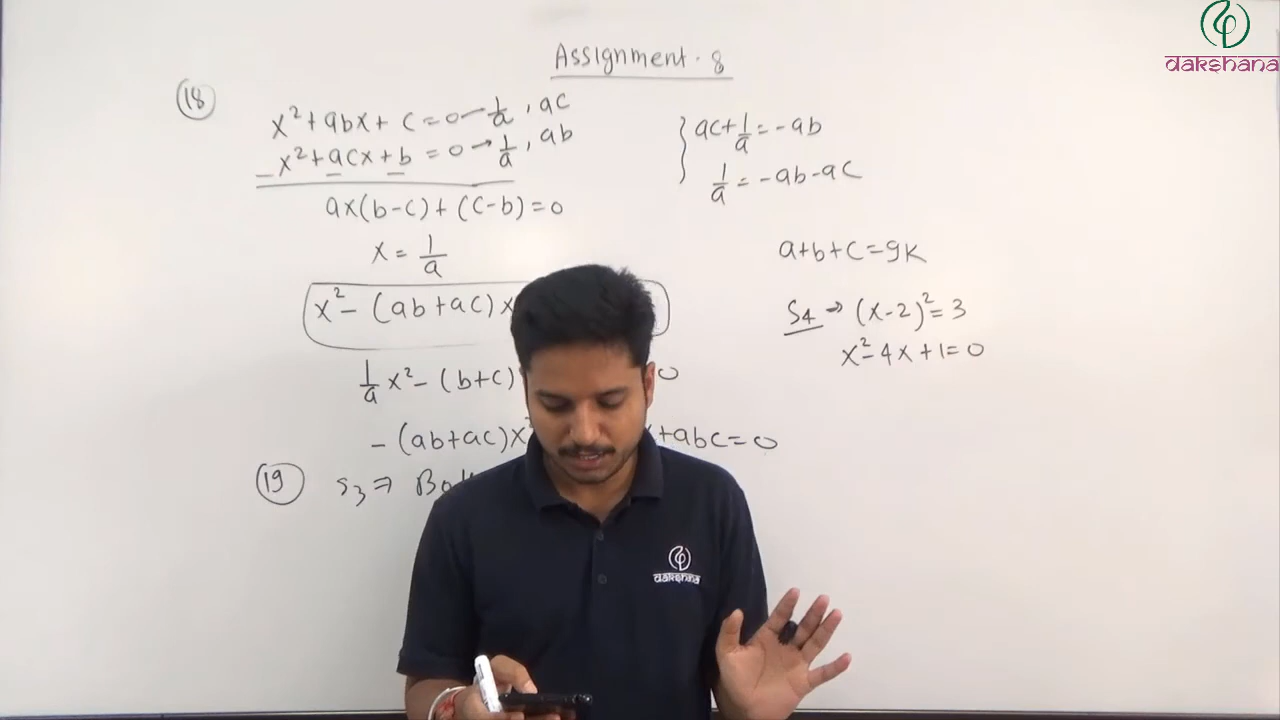 Assignment - 8
dakshana
(18)
x²+abx+c=0→1/a, ac
-x²+acx+b=0→1/a, ab
ax(b-c)+(c-b)=0
x=1/a
x²-(ab+ac)x
1/a x²-(b+c) 0
-(ab+ac)x² x+abc=0
(19) S3⇒
ac+1/a=-ab
1/a=-ab-ac
a+b+c=9K
S4→(x-2)²=3
x²-4x+1=0
dakshana